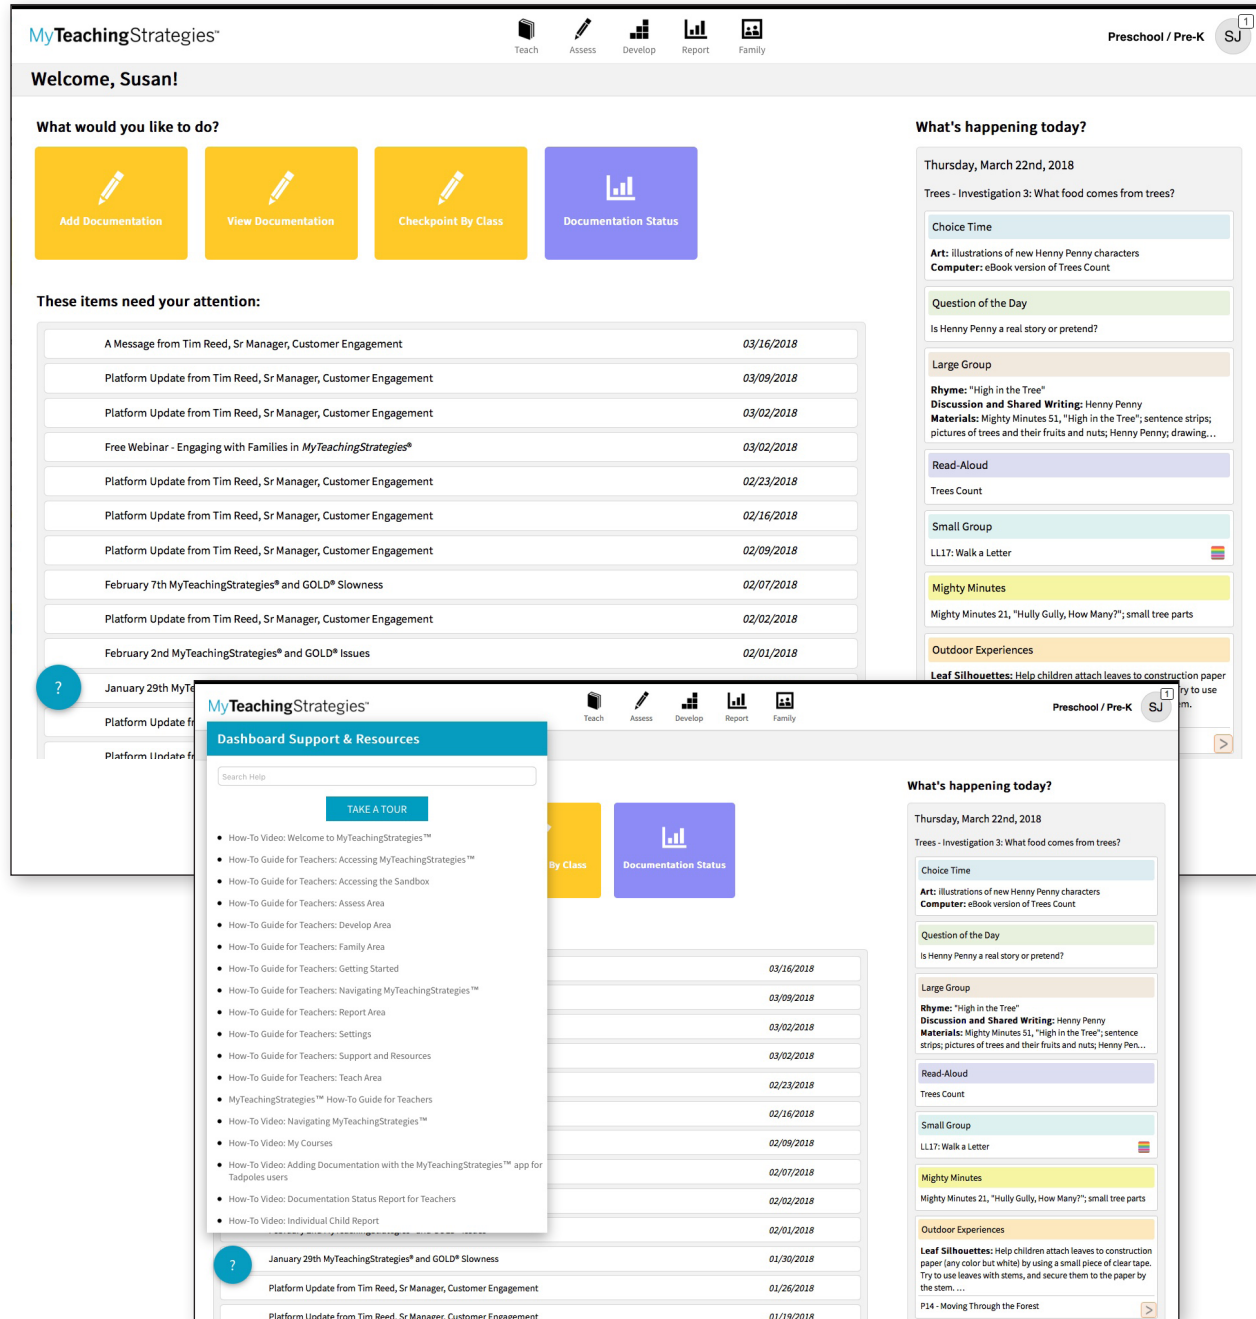 MyTeachingStrategies™
Teach
Assess
Develop
Report
Family
Preschool / Pre-K
SJ
1
Welcome, Susan!
What would you like to do?
Add Documentation
View Documentation
Checkpoint By Class
Documentation Status
These items need your attention:
A Message from Tim Reed, Sr Manager, Customer Engagement 03/16/2018
Platform Update from Tim Reed, Sr Manager, Customer Engagement 03/09/2018
Platform Update from Tim Reed, Sr Manager, Customer Engagement 03/02/2018
Free Webinar - Engaging with Families in MyTeachingStrategies® 03/02/2018
Platform Update from Tim Reed, Sr Manager, Customer Engagement 02/23/2018
Platform Update from Tim Reed, Sr Manager, Customer Engagement 02/16/2018
Platform Update from Tim Reed, Sr Manager, Customer Engagement 02/09/2018
February 7th MyTeachingStrategies® and GOLD® Slowness 02/07/2018
Platform Update from Tim Reed, Sr Manager, Customer Engagement 02/02/2018
February 2nd MyTeachingStrategies® and GOLD® Issues 02/01/2018
?
January 29th MyTe
Platform Update fr
Platform Update fr
What's happening today?
Thursday, March 22nd, 2018
Trees - Investigation 3: What food comes from trees?
Choice Time
Art: illustrations of new Henny Penny characters
Computer: eBook version of Trees Count
Question of the Day
Is Henny Penny a real story or pretend?
Large Group
Rhyme: "High in the Tree"
Discussion and Shared Writing: Henny Penny
Materials: Mighty Minutes 51, "High in the Tree"; sentence strips;
pictures of trees and their fruits and nuts; Henny Penny; drawing...
Read-Aloud
Trees Count
Small Group
LL17: Walk a Letter
Mighty Minutes
Mighty Minutes 21, "Hully Gully, How Many?"; small tree parts
Outdoor Experiences
Leaf Silhouettes: Help children attach leaves to construction paper
ry to use
em.
>
MyTeachingStrategies™
Teach
Assess
Develop
Report
Family
Preschool / Pre-K
SJ
1
Dashboard Support & Resources
Search Help
TAKE A TOUR
• How-To Video: Welcome to MyTeachingStrategies™
• How-To Guide for Teachers: Accessing MyTeachingStrategies™
• How-To Guide for Teachers: Accessing the Sandbox
• How-To Guide for Teachers: Assess Area
• How-To Guide for Teachers: Develop Area
• How-To Guide for Teachers: Family Area
• How-To Guide for Teachers: Getting Started
• How-To Guide for Teachers: Navigating MyTeachingStrategies™
• How-To Guide for Teachers: Report Area
• How-To Guide for Teachers: Settings
• How-To Guide for Teachers: Support and Resources
• How-To Guide for Teachers: Teach Area
• MyTeachingStrategies™ How-To Guide for Teachers
• How-To Video: Navigating MyTeachingStrategies™
• How-To Video: My Courses
• How-To Video: Adding Documentation with the MyTeachingStrategies™ app for
Tadpoles users
• How-To Video: Documentation Status Report for Teachers
• How-To Video: Individual Child Report
By Class
Documentation Status
03/16/2018
03/09/2018
03/02/2018
03/02/2018
02/23/2018
02/16/2018
02/09/2018
02/07/2018
02/02/2018
02/01/2018
?
January 29th MyTeachingStrategies® and GOLD® Slowness 01/30/2018
Platform Update from Tim Reed, Sr Manager, Customer Engagement 01/26/2018
Platform Update from Tim Reed, Sr Manager, Customer Engagement 01/19/2018
What's happening today?
Thursday, March 22nd, 2018
Trees - Investigation 3: What food comes from trees?
Choice Time
Art: illustrations of new Henny Penny characters
Computer: eBook version of Trees Count
Question of the Day
Is Henny Penny a real story or pretend?
Large Group
Rhyme: "High in the Tree"
Discussion and Shared Writing: Henny Penny
Materials: Mighty Minutes 51, "High in the Tree"; sentence
strips; pictures of trees and their fruits and nuts; Henny Pen...
Read-Aloud
Trees Count
Small Group
LL17: Walk a Letter
Mighty Minutes
Mighty Minutes 21, "Hully Gully, How Many?"; small tree parts
Outdoor Experiences
Leaf Silhouettes: Help children attach leaves to construction
paper (any color but white) by using a small piece of clear tape.
Try to use leaves with stems, and secure them to the paper by
the stem. ...
P14 - Moving Through the Forest
>